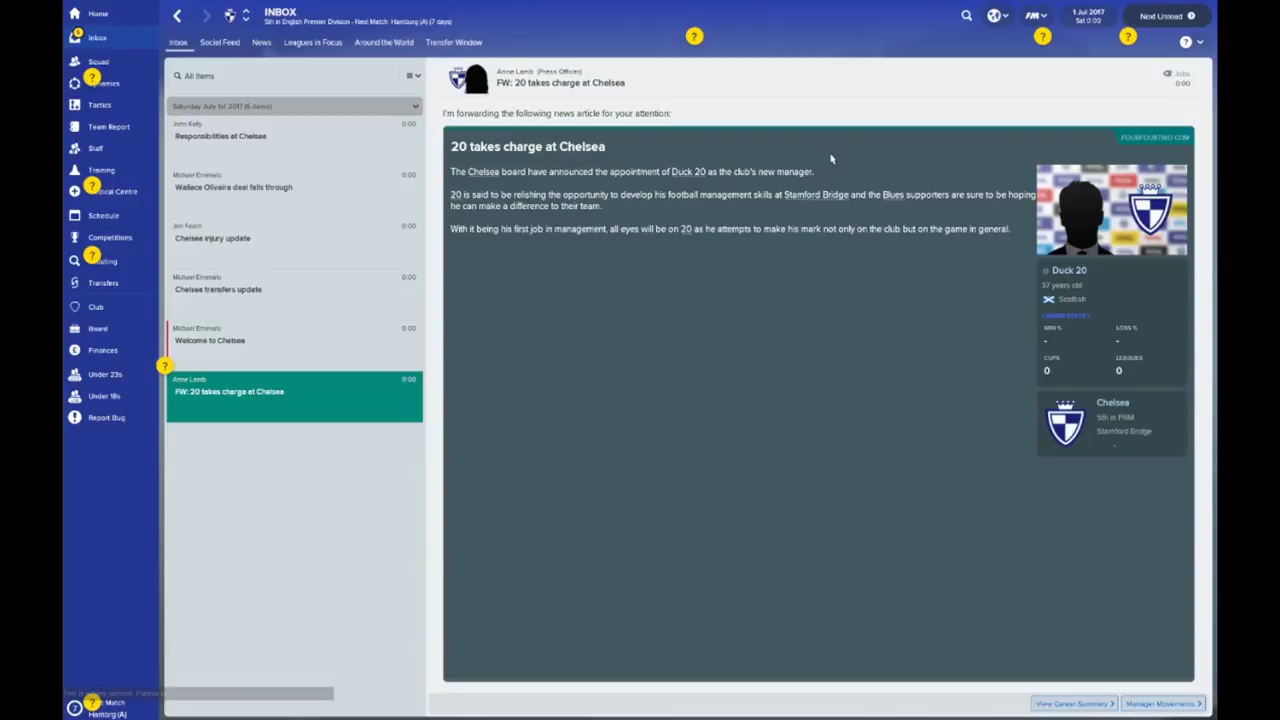 Home
Inbox
Squad
Tactics
Team Report
Staff
Training
Schedule
Competitions
Transfers
Club
Board
Finances
Under 23s
Under 18s
Report Bug
Hamburg (A)
INBOX
5th in English Premier Division - Next Match: Hamburg (A) (7 days)
1 Jul 2017
Sat 0:00
Next Unread
Inbox
Social Feed
News
Leagues in Focus
Around the World
Transfer Window
All Items
Saturday July 1st 2017 (6 items)
John Kelly 0:00
Responsibilities at Chelsea
Michael Emenalo 0:00
Wallace Oliveira deal falls through
Jon Fearn 0:00
Chelsea injury update
Michael Emenalo 0:00
Chelsea transfers update
Michael Emenalo 0:00
Welcome to Chelsea
Anne Lamb 0:00
FW: 20 takes charge at Chelsea
Anne Lamb (Press Officer)
FW: 20 takes charge at Chelsea
Jobs
0:00
I'm forwarding the following news article for your attention:
FOURFOURTWO.COM
20 takes charge at Chelsea
The Chelsea board have announced the appointment of Duck 20 as the club's new manager.
20 is said to be relishing the opportunity to develop his football management skills at Stamford Bridge and the Blues supporters are sure to be hoping
he can make a difference to their team.
With it being his first job in management, all eyes will be on 20 as he attempts to make his mark not only on the club but on the game in general.
Duck 20
37 years old
Scottish
CAREER STATS
WIN %
LOSS %
-
-
CUPS
LEAGUES
0
0
Chelsea
5th in PRM
Stamford Bridge
-
View Career Summary
Manager Movements